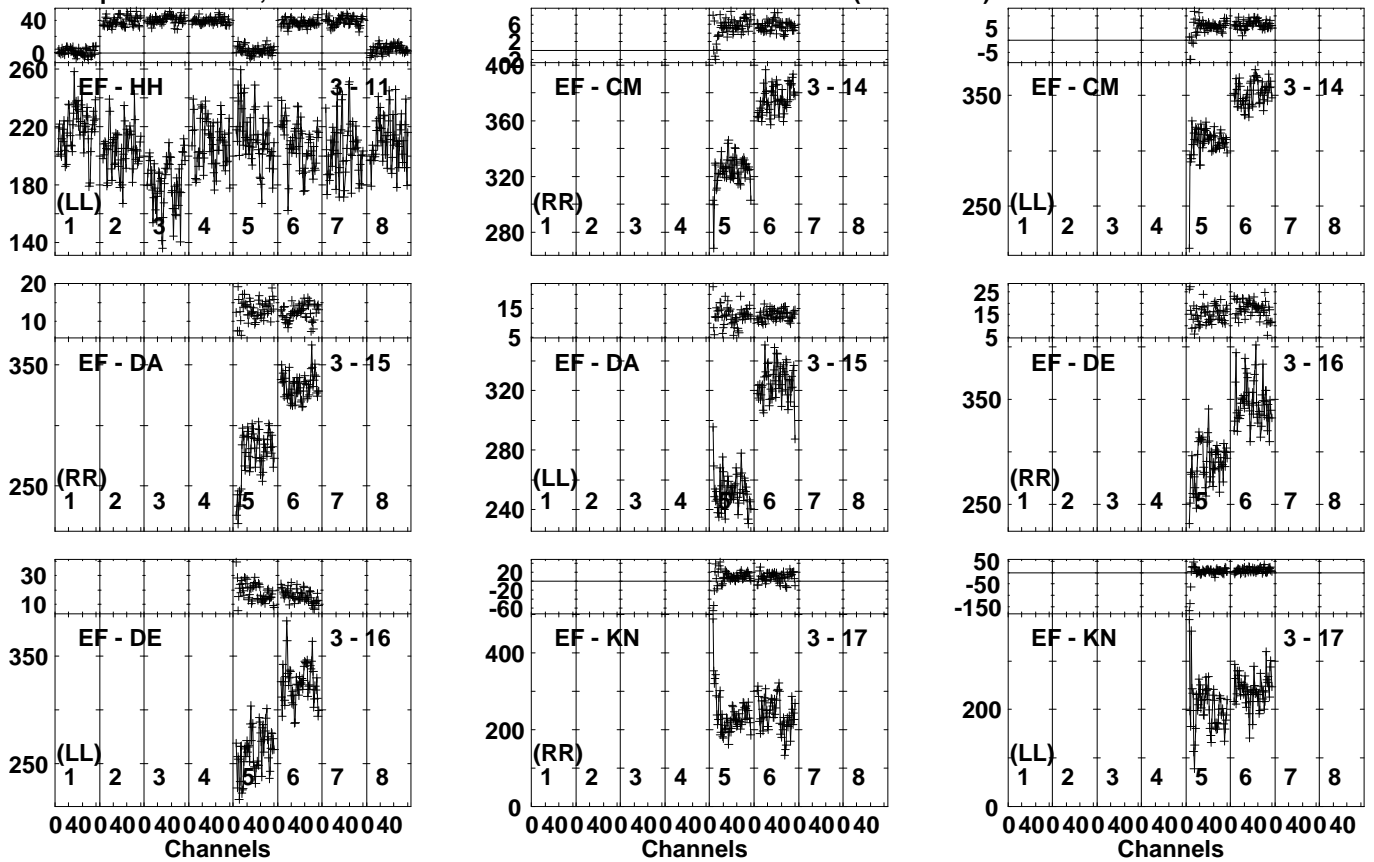 40
0
260
220
180
140
EF - HH 3 - 11
(LL)
1 2 3 4 5 6 7 8
6
2
-2
400
360
320
280
EF - CM 3 - 14
(RR)
1 2 3 4 5 6 7 8
5
-5
350
250
EF - CM 3 - 14
(LL)
1 2 3 4 5 6 7 8
20
10
350
250
EF - DA 3 - 15
(RR)
1 2 3 4 5 6 7 8
15
5
320
280
240
EF - DA 3 - 15
(LL)
1 2 3 4 5 6 7 8
25
15
5
350
250
EF - DE 3 - 16
(RR)
1 2 3 4 5 6 7 8
30
10
350
250
EF - DE 3 - 16
(LL)
1 2 3 4 5 6 7 8
0 40 0 40 0 40 0 40 0 40 0 40 0 40 0 40
Channels
20
-20
-60
400
200
0
EF - KN 3 - 17
(RR)
1 2 3 4 5 6 7 8
0 40 0 40 0 40 0 40 0 40 0 40 0 40 0 40
Channels
50
-50
-150
200
0
EF - KN 3 - 17
(LL)
1 2 3 4 5 6 7 8
0 40 0 40 0 40 0 40 0 40 0 40 0 40 0 40
Channels